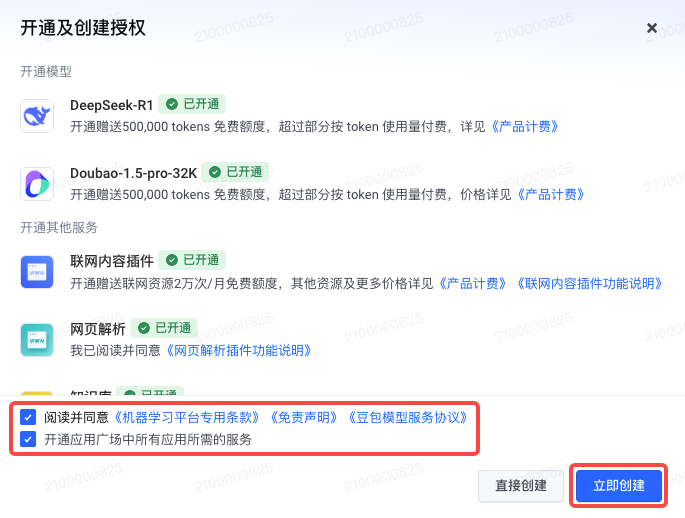 开通及创建授权
开通模型
DeepSeek-R1 已开通
开通赠送500,000 tokens 免费额度，超过部分按 token 使用量付费，详见《产品计费》
Doubao-1.5-pro-32K 已开通
开通赠送500,000 tokens 免费额度，超过部分按 token 使用量付费，价格详见《产品计费》
开通其他服务
联网内容插件 已开通
开通赠送联网资源2万次/月免费额度，其他资源及更多价格详见《产品计费》《联网内容插件功能说明》
网页解析 已开通
我已阅读并同意《网页解析插件功能说明》
知识库 已开通
阅读并同意《机器学习平台专用条款》《免责声明》《豆包模型服务协议》
开通应用广场中所有应用所需的服务
直接创建 立即创建
2100000825